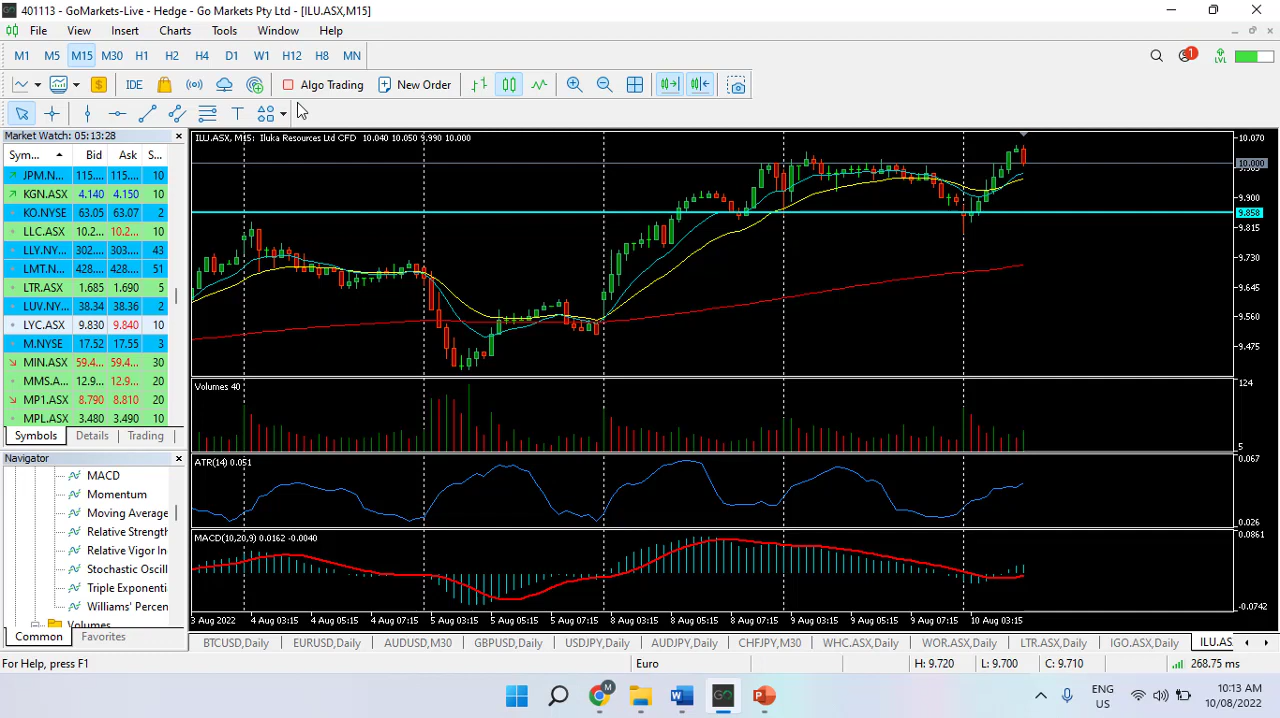 401113 - GoMarkets-Live - Hedge - Go Markets Pty Ltd - [ILU.ASX,M15]
File View Insert Charts Tools Window Help
M1 M5 M15 M30 H1 H2 H4 D1 W1 H12 H8 MN
1 LVL
IDE Algo Trading New Order
Market Watch: 05:13:28
Sym... Bid Ask S...
JPM.N... 115.... 115.... 10
KGN.ASX 4.140 4.150 10
KO.NYSE 63.05 63.07 2
LLC.ASX 10.2... 10.2... 10
LLY.NY... 302.... 303.... 43
LMT.N... 428.... 428.... 51
LTR.ASX 1.685 1.690 5
LUV.NY... 38.34 38.36 2
LYC.ASX 9.830 9.840 10
M.NYSE 17.52 17.55 3
MIN.ASX 59.4... 59.4... 30
MMS.A... 12.9... 12.9... 20
MP1.ASX 8.790 8.810 20
MPL.ASX 3.480 3.490 10
Symbols Details Trading
Navigator
MACD
Momentum
Moving Average
Relative Strength
Relative Vigor In
Stochastic Oscill
Triple Exponenti
Williams' Percen
Volumes
Common Favorites
ILU.ASX, M15: Iluka Resources Ltd CFD 10.040 10.050 9.990 10.000
10.070
10.000
9.985
9.900
9.858
9.815
9.730
9.645
9.560
9.475
Volumes 40
124
5
ATR(14) 0.051
0.067
0.026
MACD(10,20,9) 0.0162 -0.0040
0.0861
-0.0742
3 Aug 2022 4 Aug 03:15 4 Aug 05:15 4 Aug 07:15 5 Aug 03:15 5 Aug 05:15 5 Aug 07:15 8 Aug 03:15 8 Aug 05:15 8 Aug 07:15 9 Aug 03:15 9 Aug 05:15 9 Aug 07:15 10 Aug 03:15
BTCUSD,Daily EURUSD,Daily AUDUSD,M30 GBPUSD,Daily USDJPY,Daily AUDJPY,Daily CHFJPY,M30 WHC.ASX,Daily WOR.ASX,Daily LTR.ASX,Daily IGO.ASX,Daily ILU.AS
For Help, press F1 Euro H: 9.720 L: 9.700 C: 9.710 268.75 ms
M GO ENG US 10:13 AM 10/08/2022